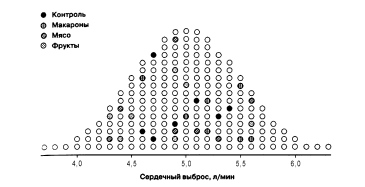 Контроль
Макароны
Мясо
Фрукты
4,0 4,5 5,0 5,5 6,0
Сердечный выброс, л/мин